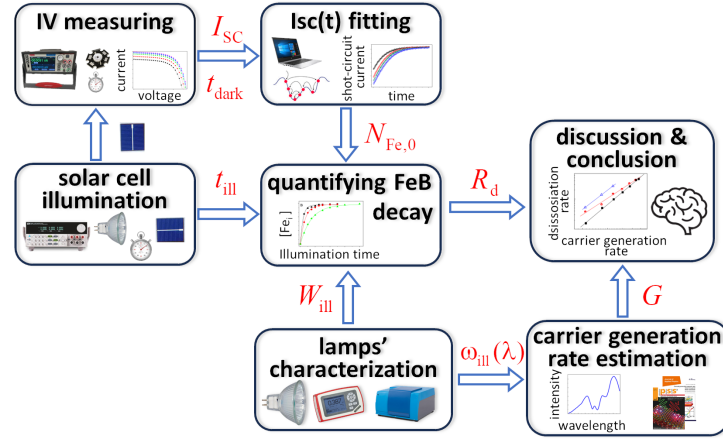 IV measuring
current
voltage
I_SC
t_dark
Isc(t) fitting
shot-circuit
current
time
N_Fe,0
solar cell
illumination
t_ill
quantifying FeB
decay
[Fe_i]
Illumination time
R_d
discussion &
conclusion
dsissosiation
rate
carrier generation
rate
W_ill
G
lamps’
characterization
ω_ill(λ)
carrier generation
rate estimation
intensity
wavelength